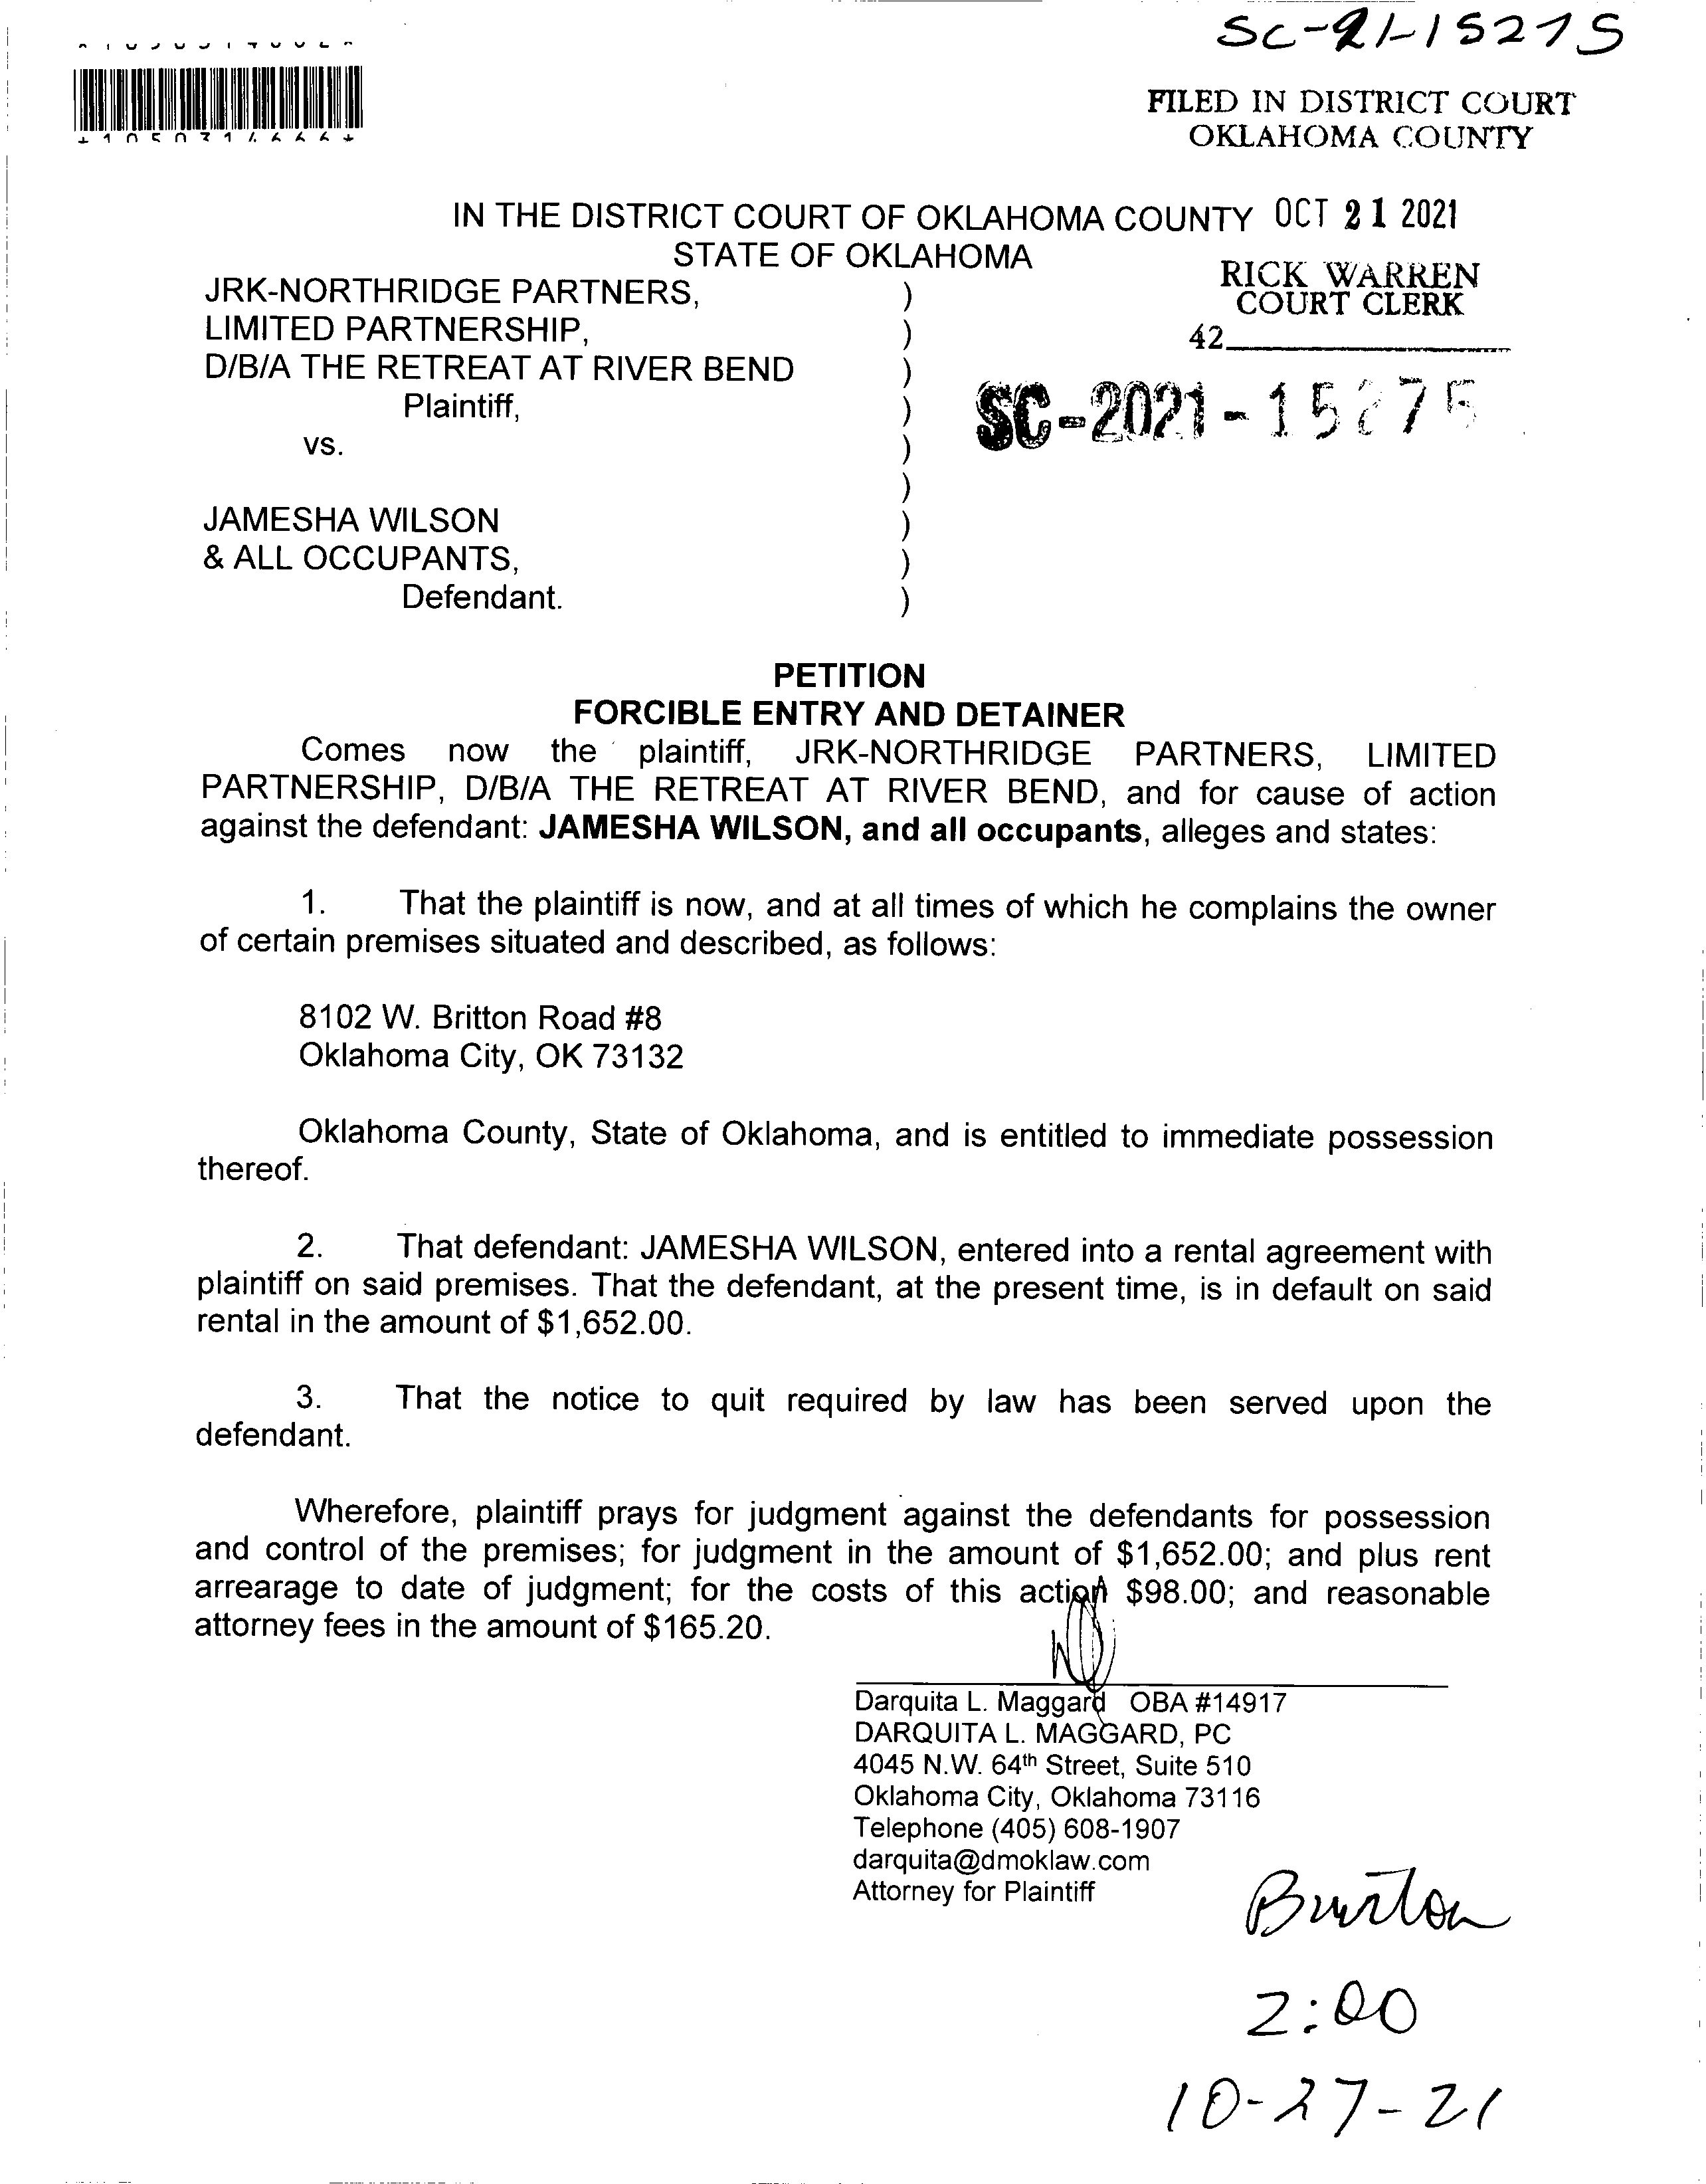 SC-21-15275
FILED IN DISTRICT COURT
OKLAHOMA COUNTY
IN THE DISTRICT COURT OF OKLAHOMA COUNTY OCT 21 2021
STATE OF OKLAHOMA
RICK WARREN
COURT CLERK
42
JRK-NORTHRIDGE PARTNERS, )
LIMITED PARTNERSHIP, )
D/B/A THE RETREAT AT RIVER BEND )
Plaintiff, )
SC-2021-15275
vs. )
)
JAMESHA WILSON )
& ALL OCCUPANTS, )
Defendant. )
PETITION
FORCIBLE ENTRY AND DETAINER
Comes now the plaintiff, JRK-NORTHRIDGE PARTNERS, LIMITED
PARTNERSHIP, D/B/A THE RETREAT AT RIVER BEND, and for cause of action
against the defendant: JAMESHA WILSON, and all occupants, alleges and states:
1. That the plaintiff is now, and at all times of which he complains the owner
of certain premises situated and described, as follows:
8102 W. Britton Road #8
Oklahoma City, OK 73132
Oklahoma County, State of Oklahoma, and is entitled to immediate possession
thereof.
2. That defendant: JAMESHA WILSON, entered into a rental agreement with
plaintiff on said premises. That the defendant, at the present time, is in default on said
rental in the amount of $1,652.00.
3. That the notice to quit required by law has been served upon the
defendant.
Wherefore, plaintiff prays for judgment against the defendants for possession
and control of the premises; for judgment in the amount of $1,652.00; and plus rent
arrearage to date of judgment; for the costs of this action $98.00; and reasonable
attorney fees in the amount of $165.20.
Darquita L. Maggard OBA #14917
DARQUITA L. MAGGARD, PC
4045 N.W. 64th Street, Suite 510
Oklahoma City, Oklahoma 73116
Telephone (405) 608-1907
darquita@dmoklaw.com
Attorney for Plaintiff
Burton
2:00
10-27-21